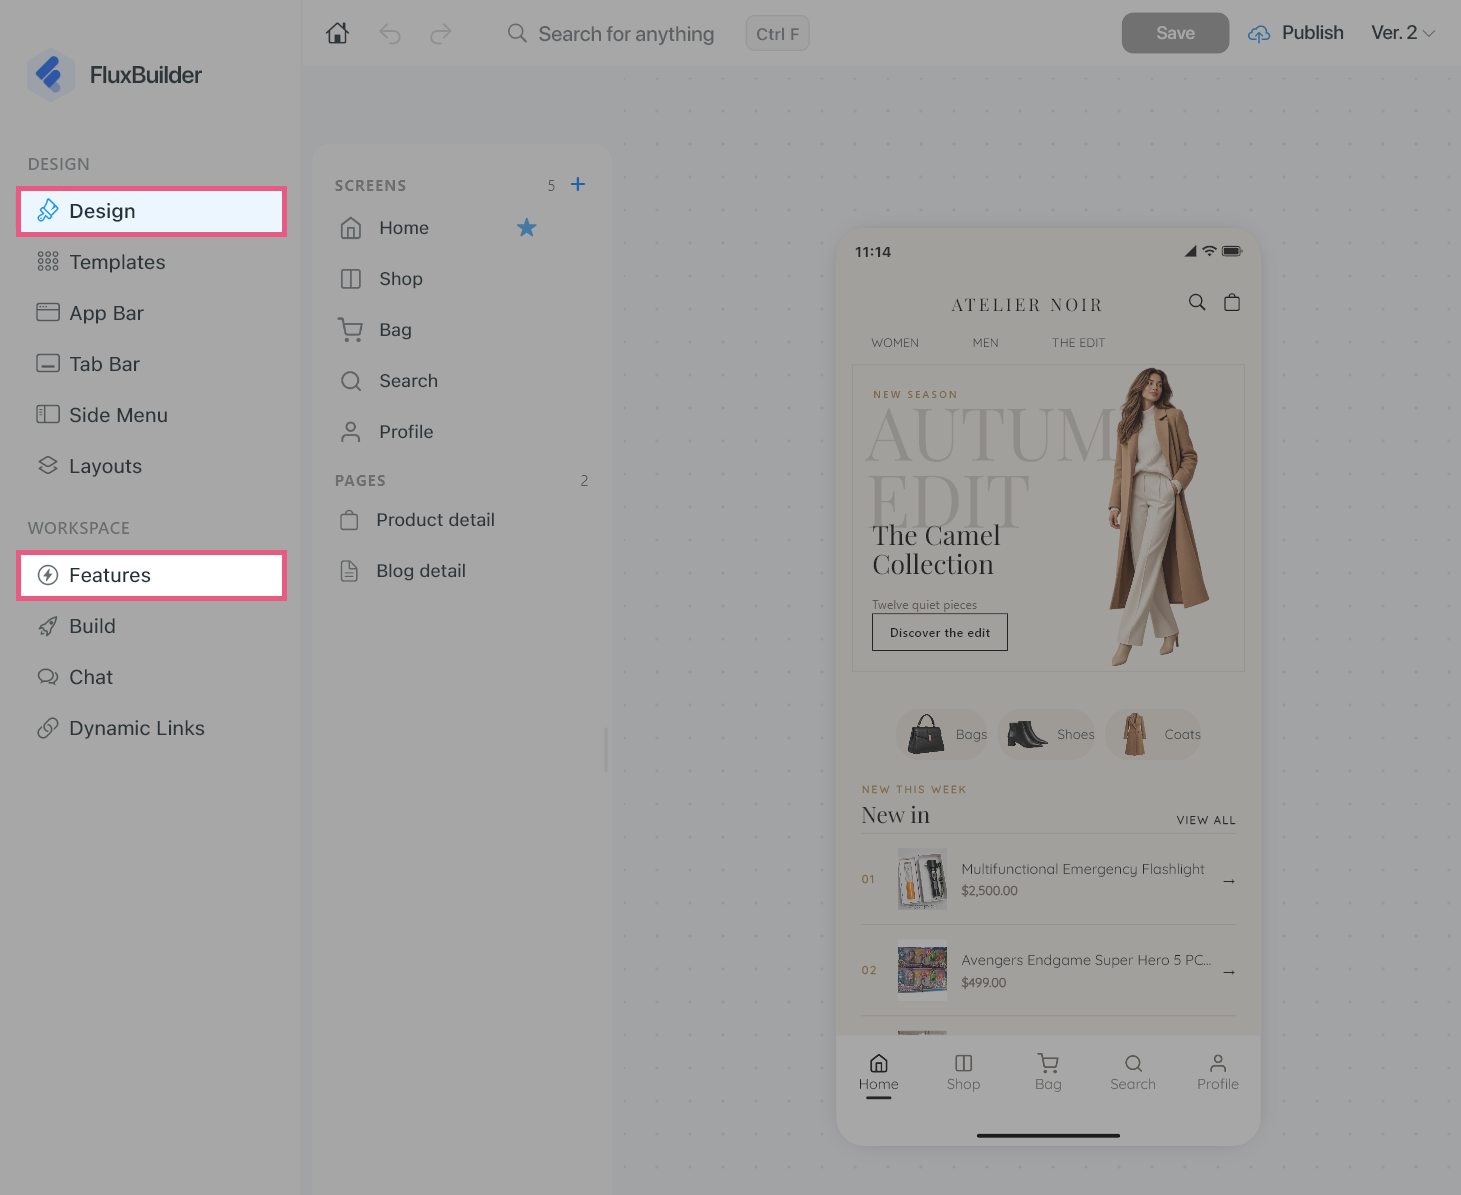 FluxBuilder
Search for anything
Ctrl F
Save
Publish
Ver. 2
DESIGN
Design
Templates
App Bar
Tab Bar
Side Menu
Layouts
WORKSPACE
Features
Build
Chat
Dynamic Links
SCREENS 5
Home
Shop
Bag
Search
Profile
PAGES 2
Product detail
Blog detail
11:14
ATELIER NOIR
WOMEN MEN THE EDIT
NEW SEASON
AUTUM
EDIT
The Camel
Collection
Twelve quiet pieces
Discover the edit
Bags Shoes Coats
NEW THIS WEEK
New in VIEW ALL
01 Multifunctional Emergency Flashlight
$2,500.00
→
02 Avengers Endgame Super Hero 5 PC...
$499.00
→
Home Shop Bag Search Profile